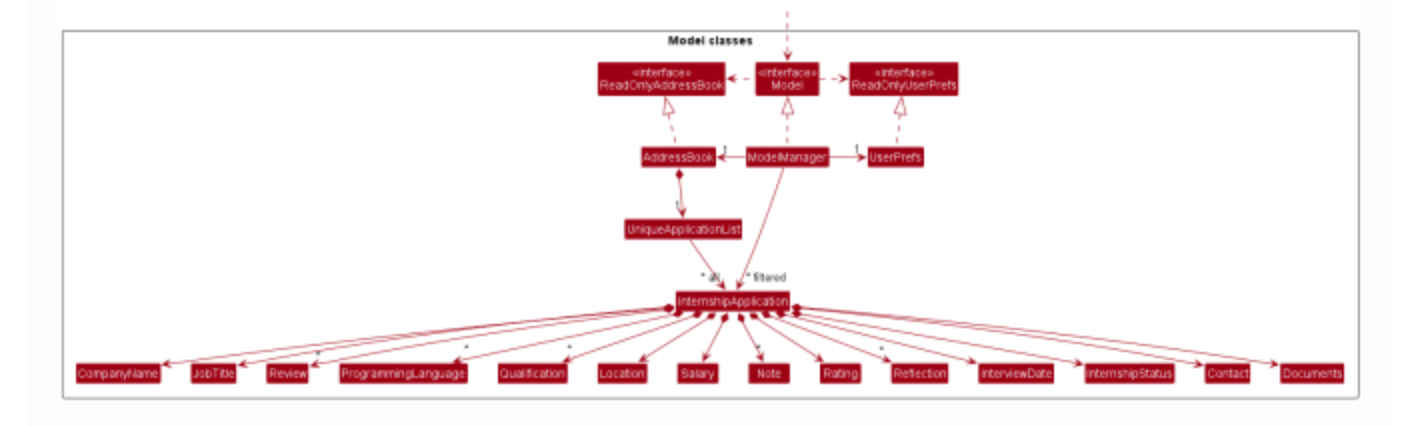 Model classes
«interface»
ReadOnlyAddressBook
«interface»
Model
«interface»
ReadOnlyUserPrefs
AddressBook
1
ModelManager
1
UserPrefs
1
UniqueApplicationList
* all
* filtered
InternshipApplication
*
*
*
*
*
CompanyName
JobTitle
Review
ProgrammingLanguage
Qualification
Location
Salary
Note
Rating
Reflection
InterviewDate
InternshipStatus
Contact
Documents